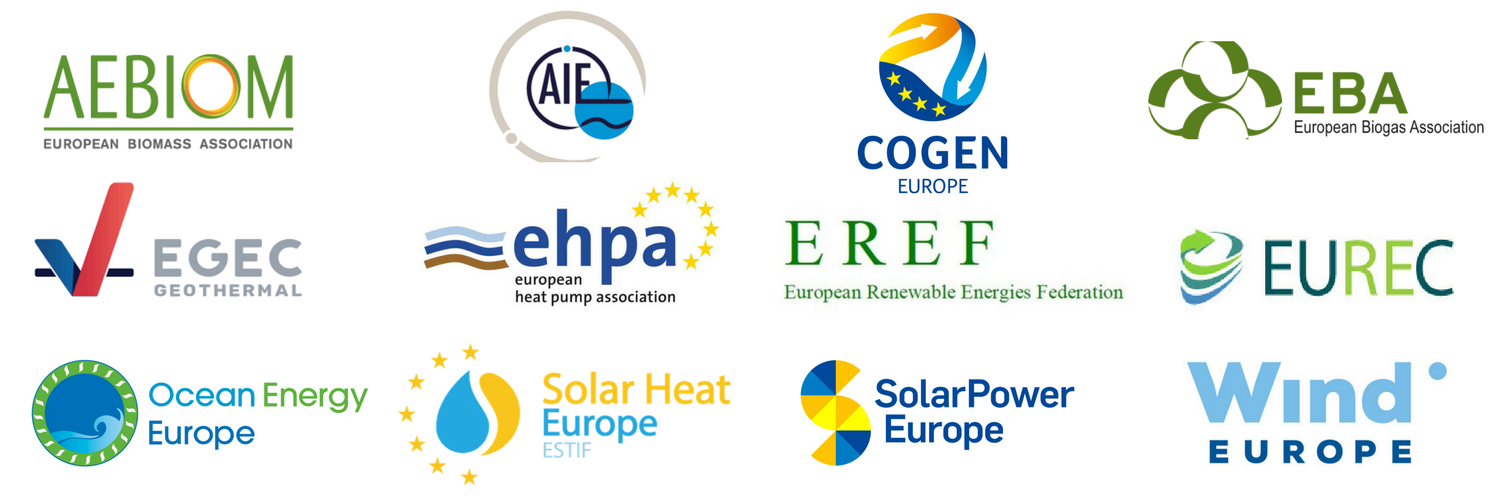 AEBIOM
EUROPEAN BIOMASS ASSOCIATION
AIE
COGEN
EUROPE
EBA
European Biogas Association
EGEC
GEOTHERMAL
ehpa
european
heat pump association
EREF
European Renewable Energies Federation
EUREC
Ocean Energy
Europe
Solar Heat
Europe
ESTIF
SolarPower
Europe
Wind
EUROPE